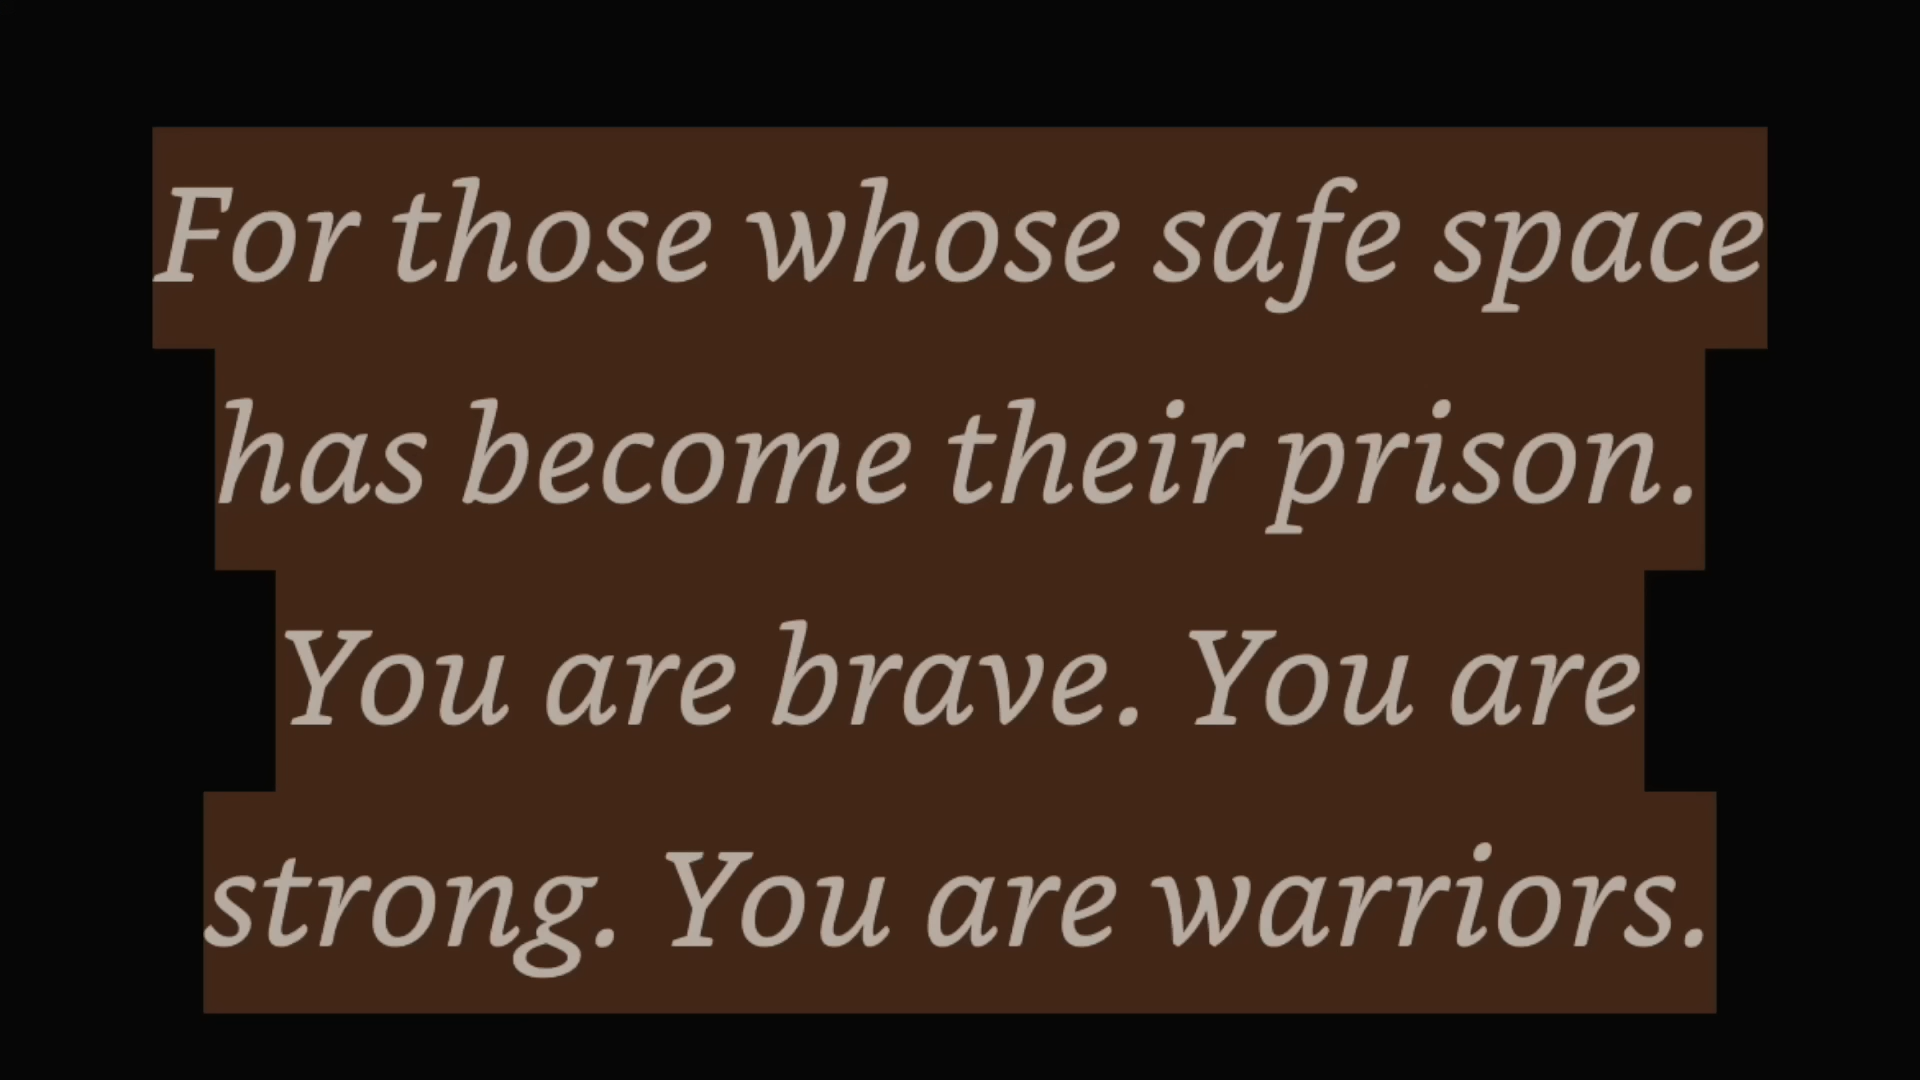 For those whose safe space
has become their prison.
You are brave. You are
strong. You are warriors.